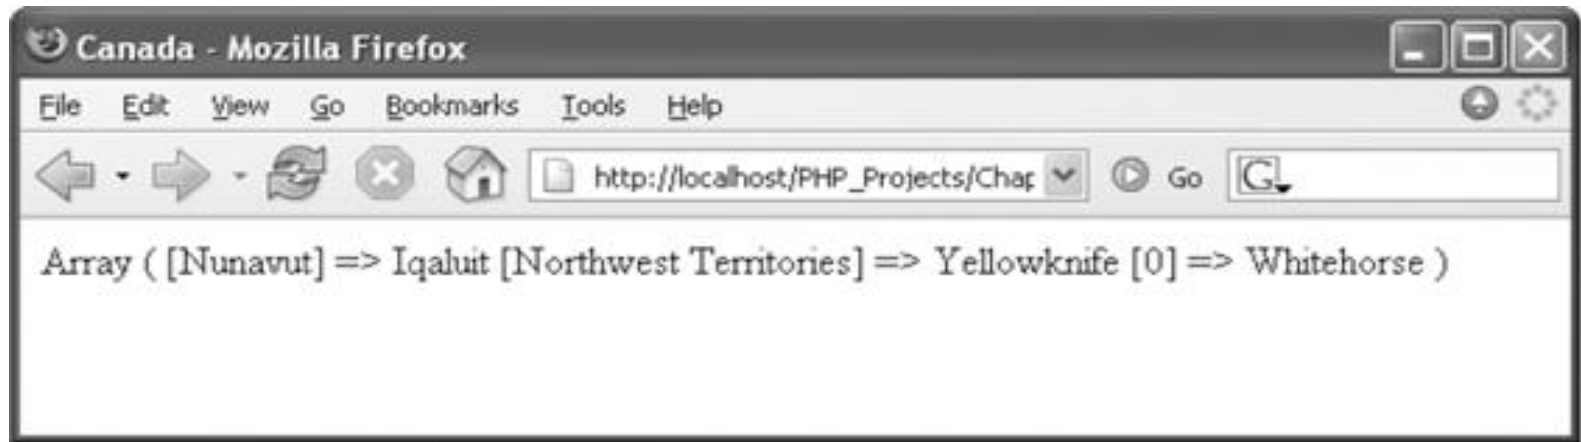 Canada - Mozilla Firefox
File Edit View Go Bookmarks Tools Help
http://localhost/PHP_Projects/Chap Go G
Array ( [Nunavut] => Iqaluit [Northwest Territories] => Yellowknife [0] => Whitehorse )